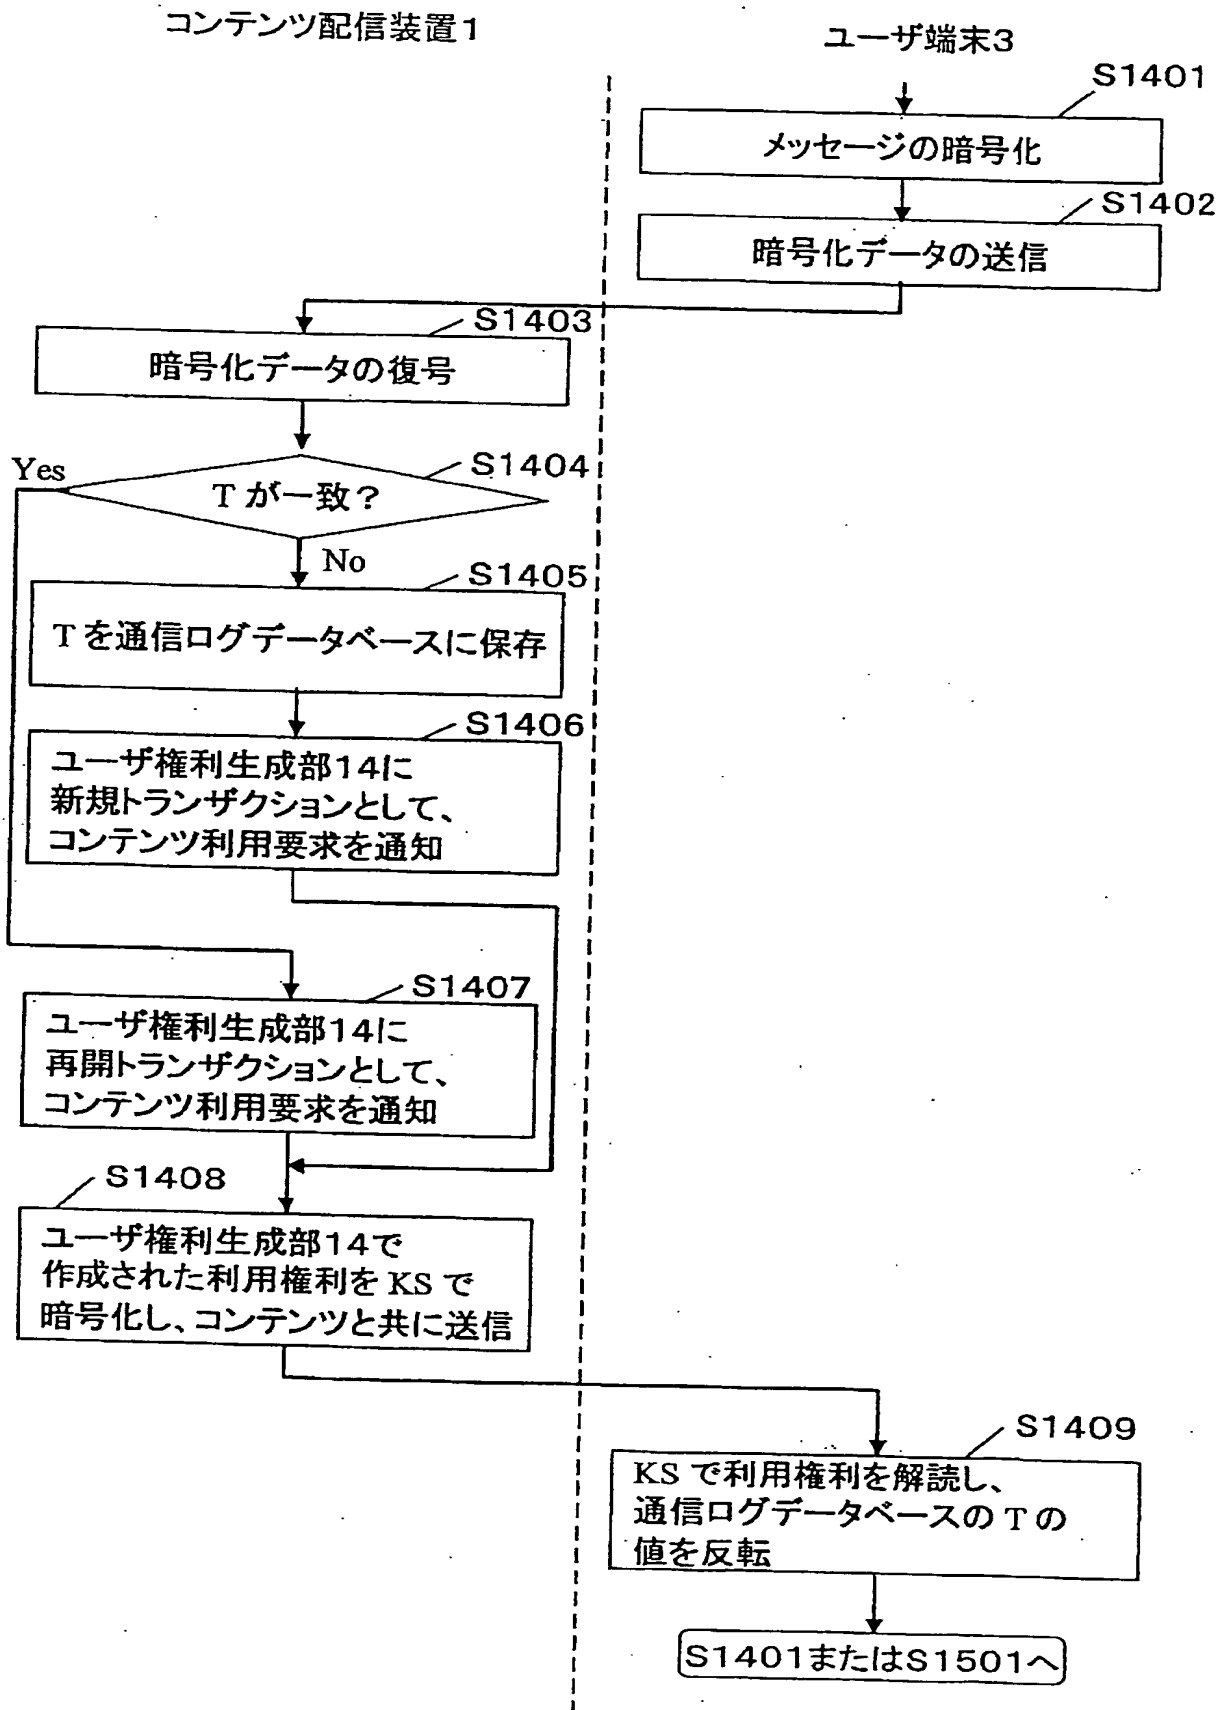 コンテンツ配信装置1
ユーザ端末3
S1401
メッセージの暗号化
S1402
暗号化データの送信
S1403
暗号化データの復号
S1404
Yes
Tが一致?
No
S1405
Tを通信ログデータベースに保存
S1406
ユーザ権利生成部14に
新規トランザクションとして、
コンテンツ利用要求を通知
S1407
ユーザ権利生成部14に
再開トランザクションとして、
コンテンツ利用要求を通知
S1408
ユーザ権利生成部14で
作成された利用権利をKSで
暗号化し、コンテンツと共に送信
S1409
KSで利用権利を解読し、
通信ログデータベースのTの
値を反転
S1401またはS1501へ